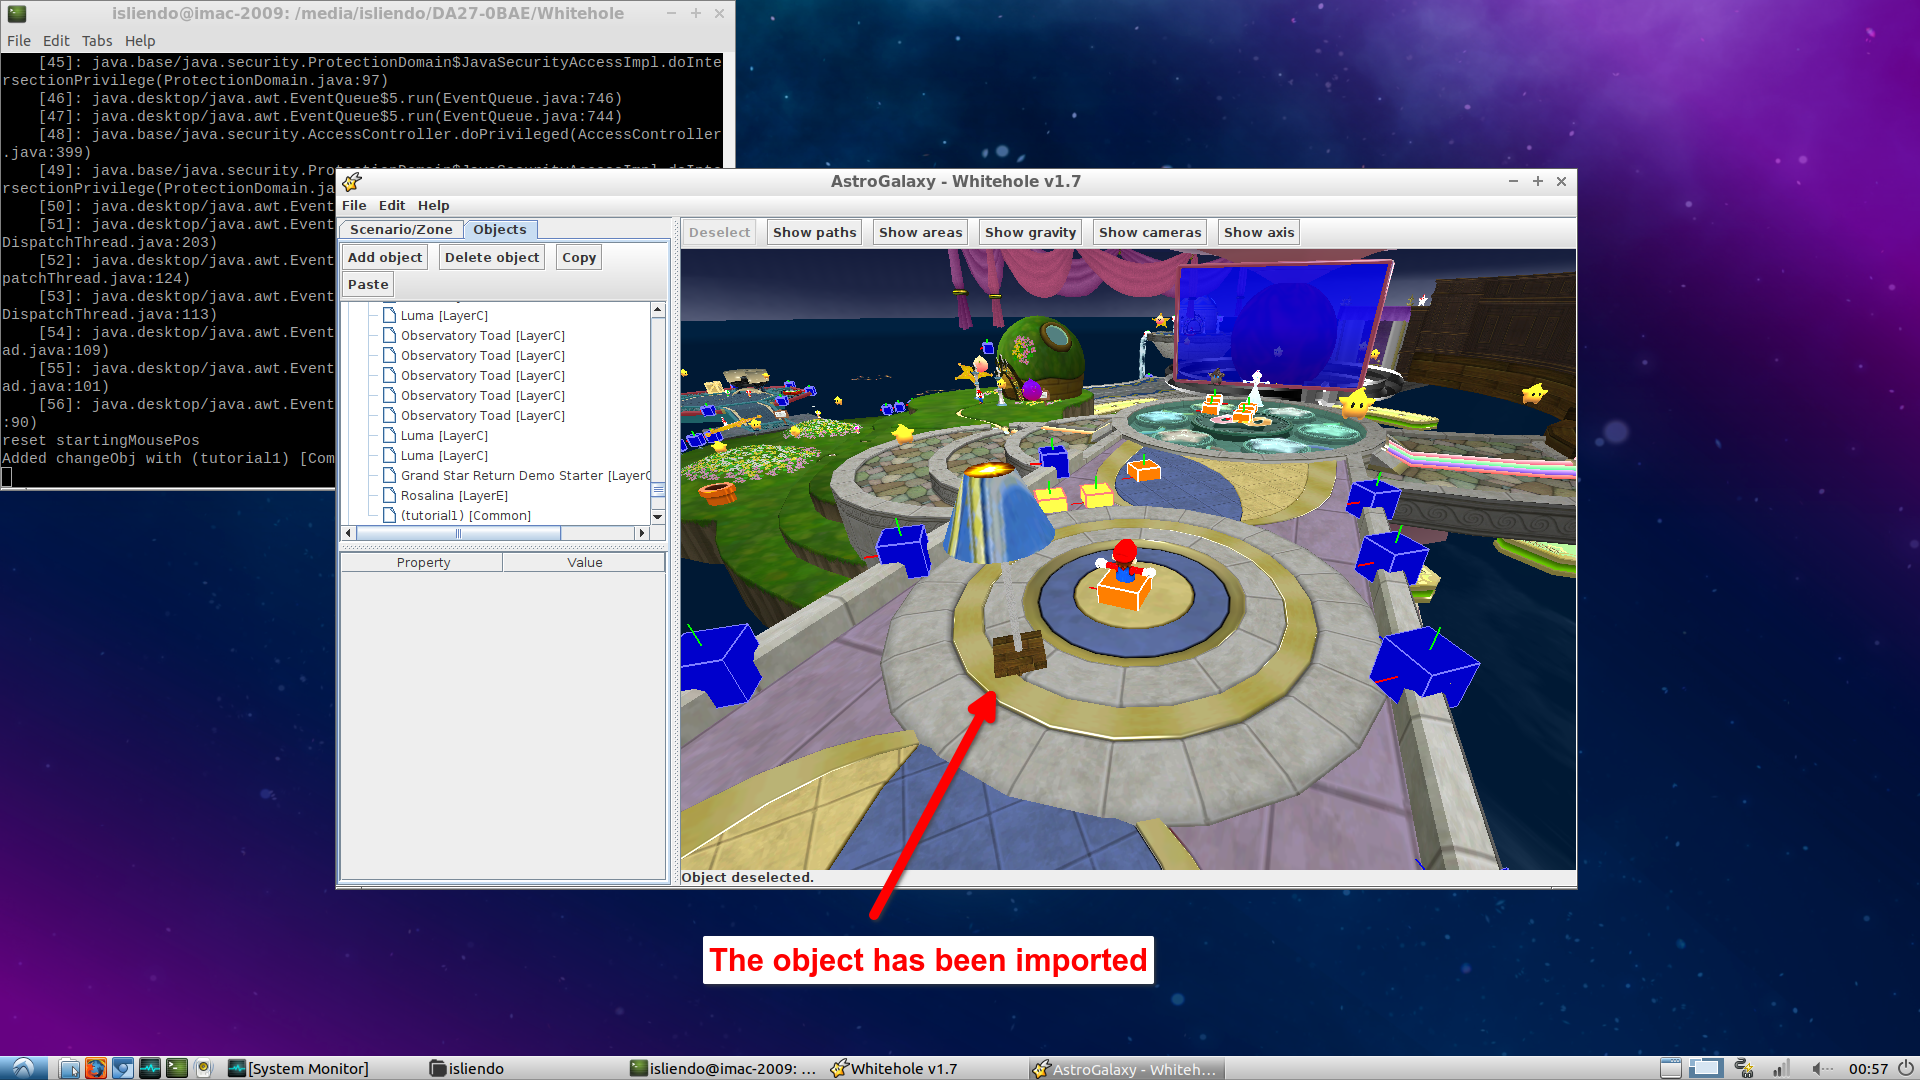 isliendo@imac-2009: /media/isliendo/DA27-0BAE/Whitehole
File Edit Tabs Help
[45]: java.base/java.security.ProtectionDomain$JavaSecurityAccessImpl.doInte
rsectionPrivilege(ProtectionDomain.java:97)
[46]: java.desktop/java.awt.EventQueue$5.run(EventQueue.java:746)
[47]: java.desktop/java.awt.EventQueue$5.run(EventQueue.java:744)
[48]: java.base/java.security.AccessController.doPrivileged(AccessController
.java:399)
[49]: java.base/java.security.ProtectionDomain$JavaSecurityAccessImpl.doInte
rsectionPrivilege(ProtectionDomain.ja
[50]: java.desktop/java.awt.Event
[51]: java.desktop/java.awt.Event
DispatchThread.java:203)
[52]: java.desktop/java.awt.Event
patchThread.java:124)
[53]: java.desktop/java.awt.Event
DispatchThread.java:113)
[54]: java.desktop/java.awt.Event
ad.java:109)
[55]: java.desktop/java.awt.Event
ad.java:101)
[56]: java.desktop/java.awt.Event
:90)
reset startingMousePos
Added changeObj with (tutorial1) [Com
AstroGalaxy - Whitehole v1.7
File Edit Help
Scenario/Zone Objects
Add object Delete object Copy
Paste
Luma [LayerC]
Observatory Toad [LayerC]
Observatory Toad [LayerC]
Observatory Toad [LayerC]
Observatory Toad [LayerC]
Observatory Toad [LayerC]
Luma [LayerC]
Luma [LayerC]
Grand Star Return Demo Starter [LayerC
Rosalina [LayerE]
(tutorial1) [Common]
Property Value
Deselect Show paths Show areas Show gravity Show cameras Show axis
Object deselected.
The object has been imported
[System Monitor] isliendo isliendo@imac-2009: ... Whitehole v1.7 AstroGalaxy - Whiteh... 00:57